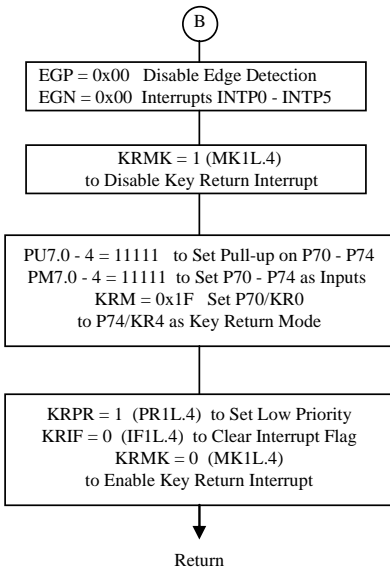 B
EGP = 0x00 Disable Edge Detection
EGN = 0x00 Interrupts INTP0 - INTP5
KRMK = 1 (MK1L.4)
to Disable Key Return Interrupt
PU7.0 - 4 = 11111 to Set Pull-up on P70 - P74
PM7.0 - 4 = 11111 to Set P70 - P74 as Inputs
KRM = 0x1F Set P70/KR0
to P74/KR4 as Key Return Mode
KRPR = 1 (PR1L.4) to Set Low Priority
KRIF = 0 (IF1L.4) to Clear Interrupt Flag
KRMK = 0 (MK1L.4)
to Enable Key Return Interrupt
Return